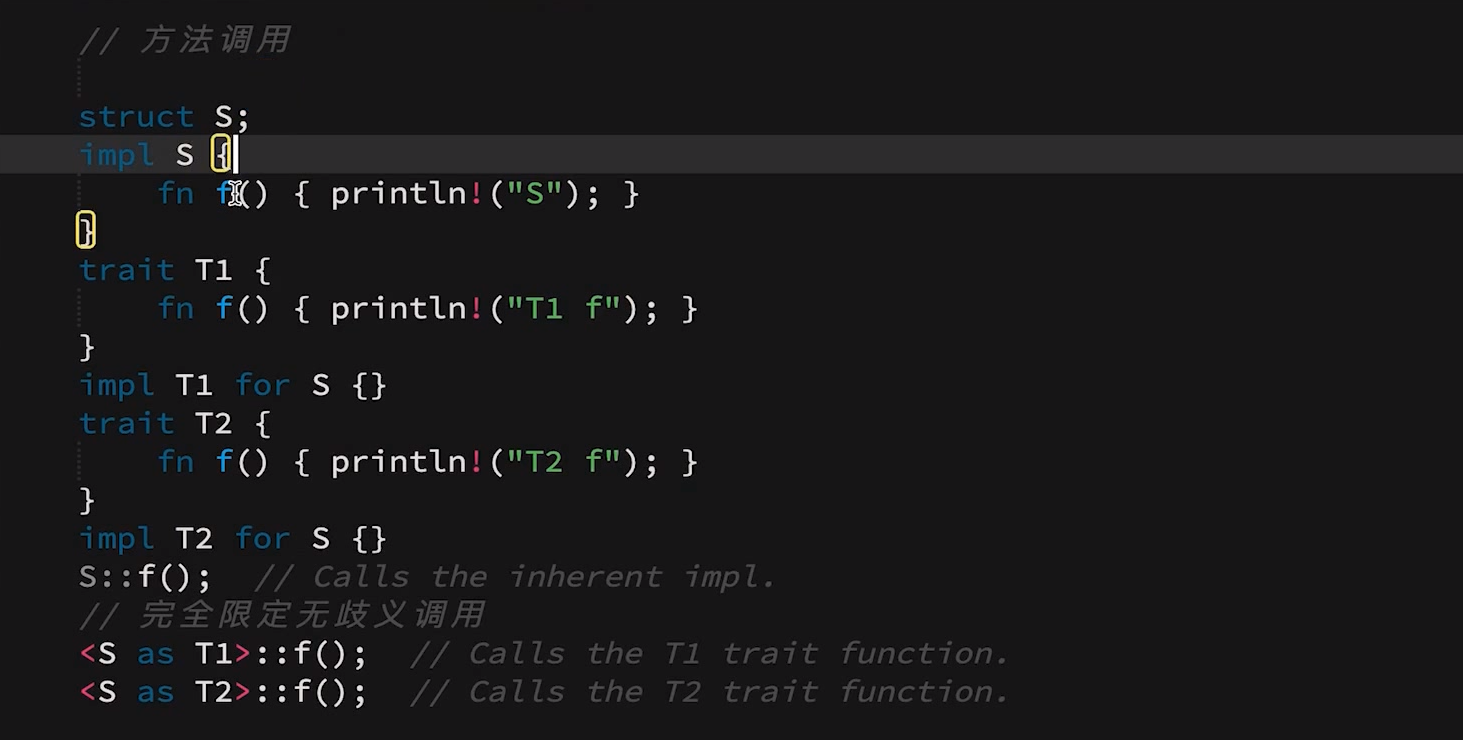 // 方法调用
struct S;
impl S {
fn f() { println!("S"); }
}
trait T1 {
fn f() { println!("T1 f"); }
}
impl T1 for S {}
trait T2 {
fn f() { println!("T2 f"); }
}
impl T2 for S {}
S::f();  // Calls the inherent impl.
// 完全限定无歧义调用
<S as T1>::f();  // Calls the T1 trait function.
<S as T2>::f();  // Calls the T2 trait function.